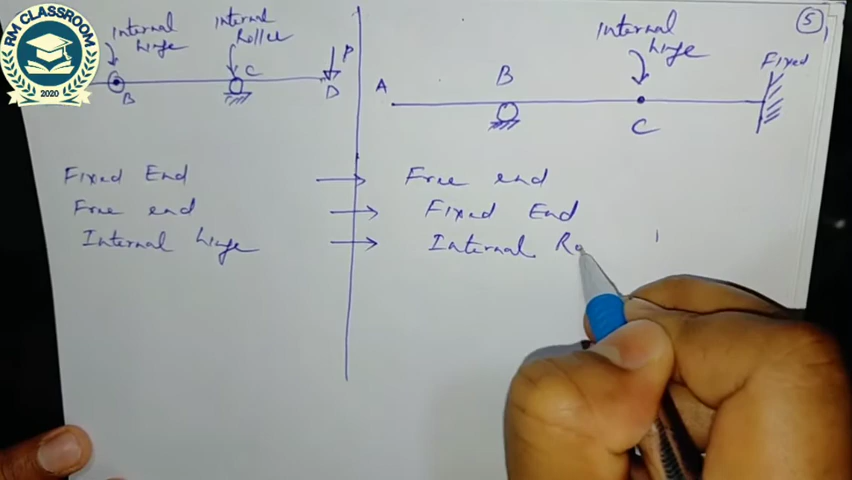 RM CLASSROOM
2020
Internal
hinge
Internal
roller
P
B
C
D
5
Internal
hinge
Fixed
A
B
C
Fixed End → Free end
Free end → Fixed End
Internal hinge → Internal Ro